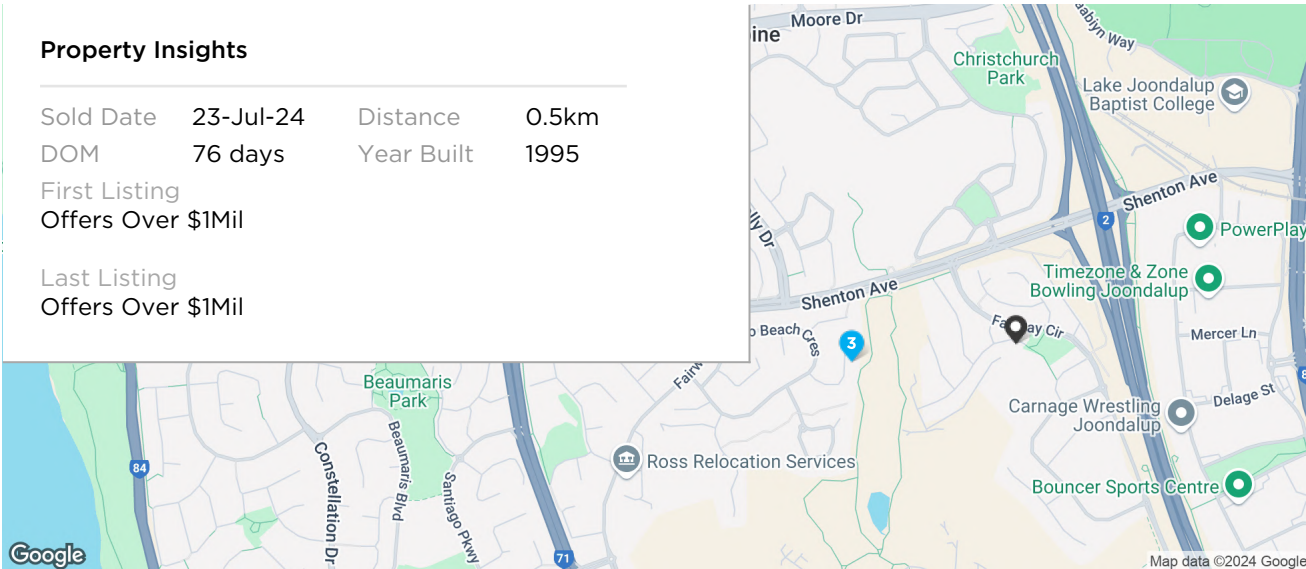 Property Insights
Sold Date 23-Jul-24 Distance 0.5km
DOM 76 days Year Built 1995
First Listing
Offers Over $1Mil
Last Listing
Offers Over $1Mil
Moore Dr
ine
Christchurch
Park
Lake Joondalup
Baptist College
Shenton Ave
2
PowerPlay
lly Dr
Timezone & Zone
Bowling Joondalup
Shenton Ave
Beach Cres
3
Mercer Ln
Beaumaris
Park
Delage St
Carnage Wrestling
Joondalup
Constellation Dr
Beaumaris Blvd
Santiago Pkwy
Ross Relocation Services
84
71
Bouncer Sports Centre
Google
Map data ©2024 Google